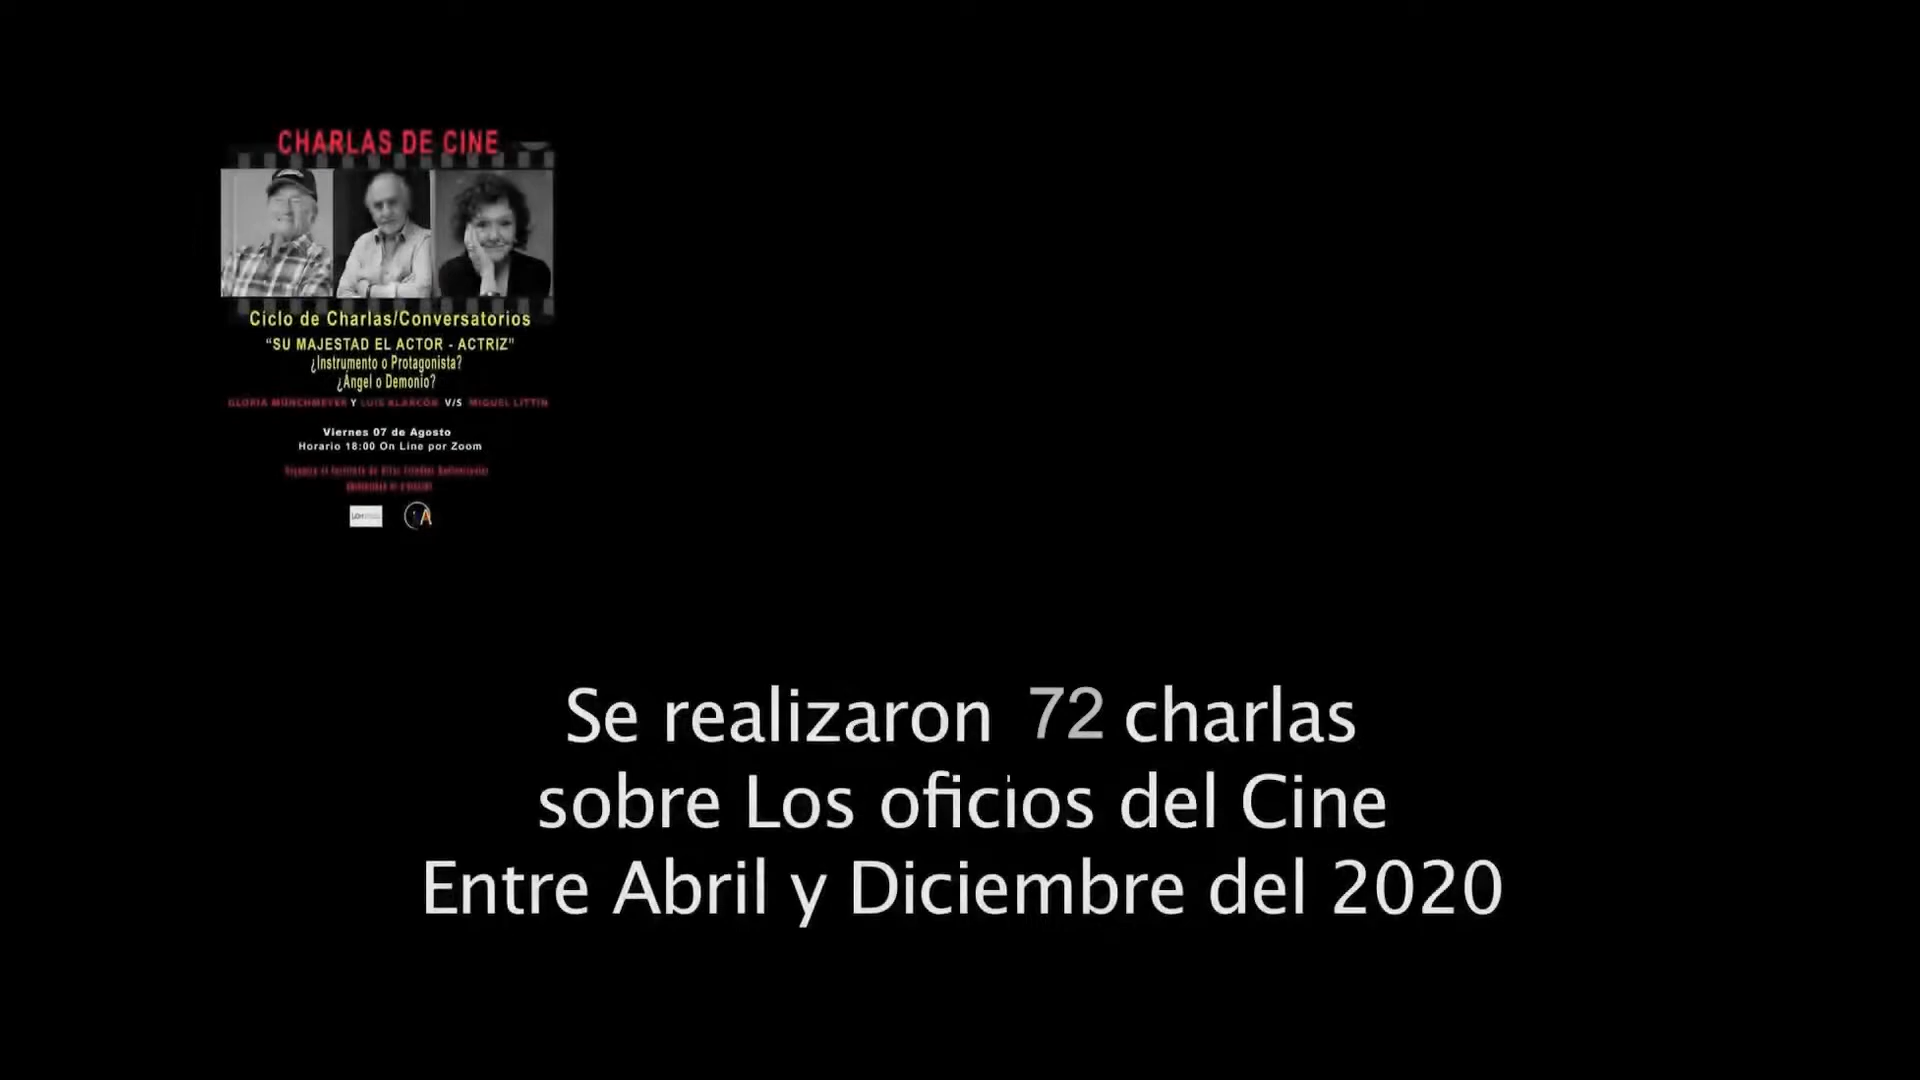 CHARLAS DE CINE
Ciclo de Charlas/Conversatorios
“SU MAJESTAD EL ACTOR - ACTRIZ”
¿Instrumento o Protagonista?
¿Ángel o Demonio?
GLORIA MÜNCHMEYER Y LUIS ALARCÓN V/S MIGUEL LITTIN
Viernes 07 de Agosto
Horario 18:00 On Line por Zoom
Se realizaron 72 charlas
sobre Los oficios del Cine
Entre Abril y Diciembre del 2020